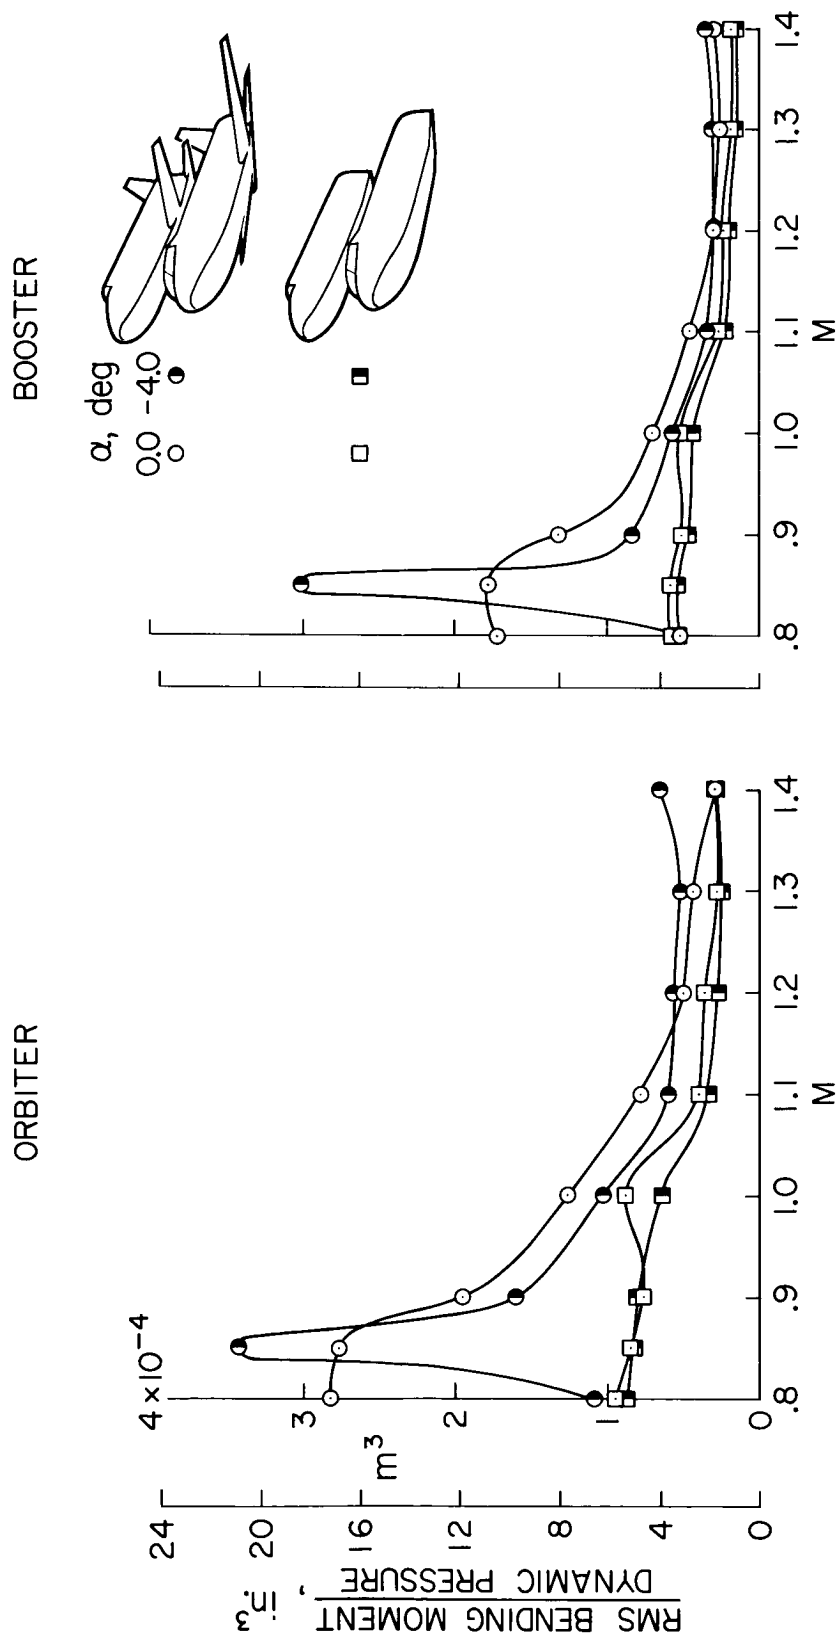 ORBITER
BOOSTER
RMS BENDING MOMENT
DYNAMIC PRESSURE
, in.³
24
20
16
12
8
4
0
m³
4×10⁻⁴
3
2
1
0
.8 .9 1.0 1.1 1.2 1.3 1.4
M
α, deg
0.0 -4.0
.8 .9 1.0 1.1 1.2 1.3 1.4
M